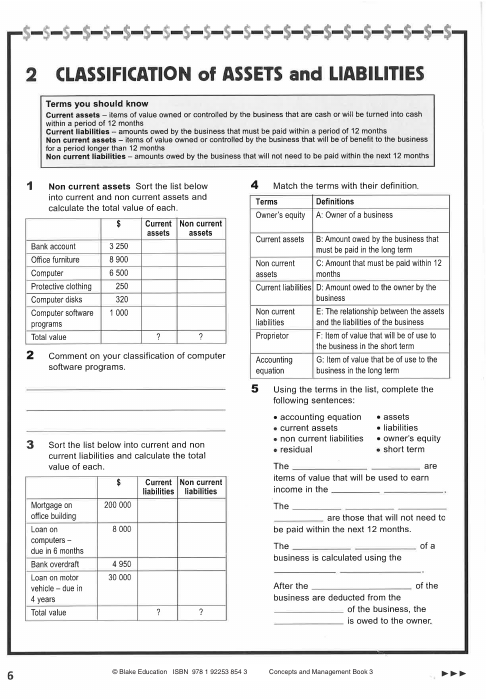 2 CLASSIFICATION of ASSETS and LIABILITIES
Terms you should know
Current assets – items of value owned or controlled by the business that are cash or will be turned into cash
within a period of 12 months
Current liabilities – amounts owed by the business that must be paid within a period of 12 months
Non current assets – items of value owned or controlled by the business that will be of benefit to the business
for a period longer than 12 months
Non current liabilities – amounts owed by the business that will not need to be paid within the next 12 months
1 Non current assets Sort the list below
into current and non current assets and
calculate the total value of each.
$ Current Non current
assets assets
Bank account 3 250
Office furniture 8 900
Computer 6 500
Protective clothing 250
Computer disks 320
Computer software 1 000
programs
Total value ? ?
2 Comment on your classification of computer
software programs.
3 Sort the list below into current and non
current liabilities and calculate the total
value of each.
$ Current Non current
liabilities liabilities
Mortgage on 200 000
office building
Loan on 8 000
computers –
due in 6 months
Bank overdraft 4 950
Loan on motor 30 000
vehicle – due in
4 years
Total value ? ?
4 Match the terms with their definition.
Terms Definitions
Owner's equity A: Owner of a business
Current assets B: Amount owed by the business that
must be paid in the long term
Non current C: Amount that must be paid within 12
assets months
Current liabilities D: Amount owed to the owner by the
business
Non current E: The relationship between the assets
liabilities and the liabilities of the business
Proprietor F: Item of value that will be of use to
the business in the short term
Accounting G: Item of value that be of use to the
equation business in the long term
5 Using the terms in the list, complete the
following sentences:
• accounting equation • assets
• current assets • liabilities
• non current liabilities • owner's equity
• residual • short term
The ________ ________ are
items of value that will be used to earn
income in the ________ ________.
The ________ ________ ________
________ are those that will not need to
be paid within the next 12 months.
The ________ ________ of a
business is calculated using the
________ ________.
After the ________ of the
business are deducted from the
________ of the business, the
________ is owed to the owner.
6 © Blake Education ISBN 978 1 92253 854 3 Concepts and Management Book 3